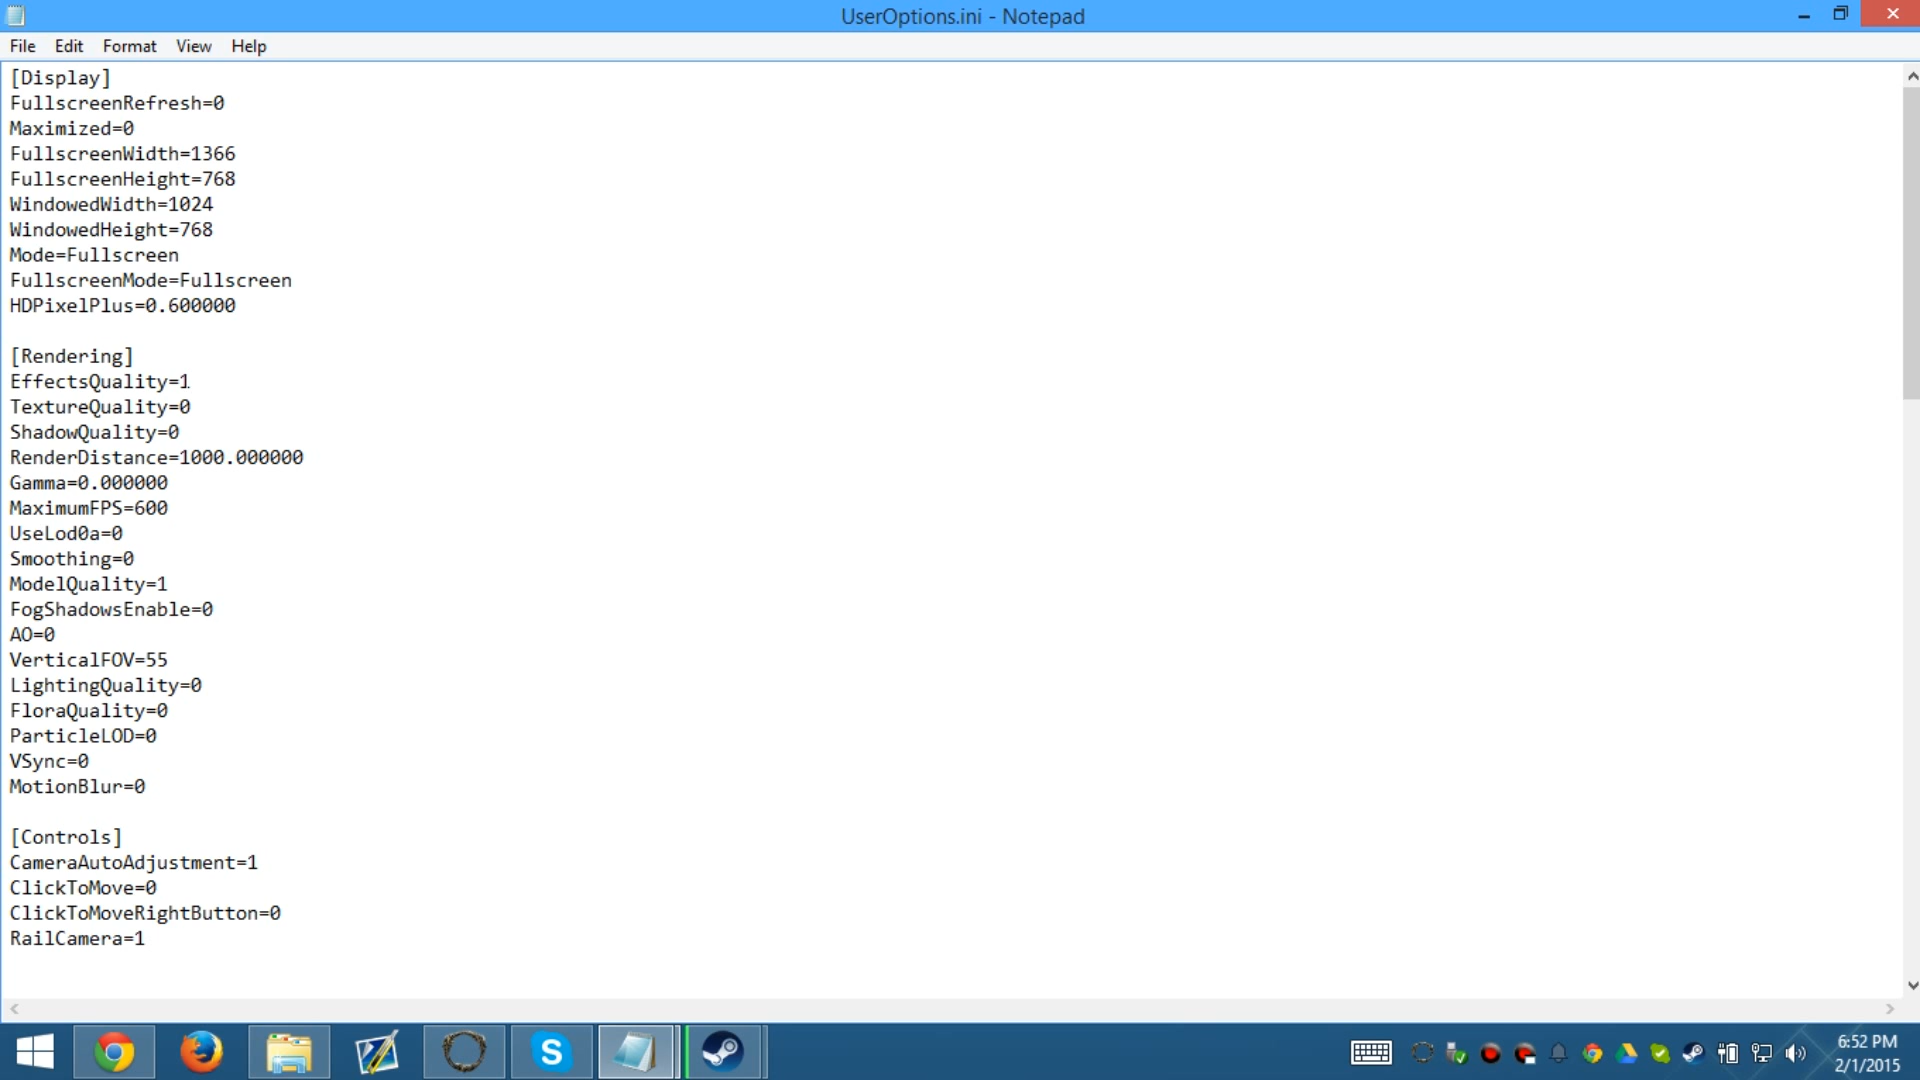 UserOptions.ini - Notepad
File Edit Format View Help
[Display]
FullscreenRefresh=0
Maximized=0
FullscreenWidth=1366
FullscreenHeight=768
WindowedWidth=1024
WindowedHeight=768
Mode=Fullscreen
FullscreenMode=Fullscreen
HDPixelPlus=0.600000
[Rendering]
EffectsQuality=1
TextureQuality=0
ShadowQuality=0
RenderDistance=1000.000000
Gamma=0.000000
MaximumFPS=600
UseLod0a=0
Smoothing=0
ModelQuality=1
FogShadowsEnable=0
AO=0
VerticalFOV=55
LightingQuality=0
FloraQuality=0
ParticleLOD=0
VSync=0
MotionBlur=0
[Controls]
CameraAutoAdjustment=1
ClickToMove=0
ClickToMoveRightButton=0
RailCamera=1
6:52 PM
2/1/2015